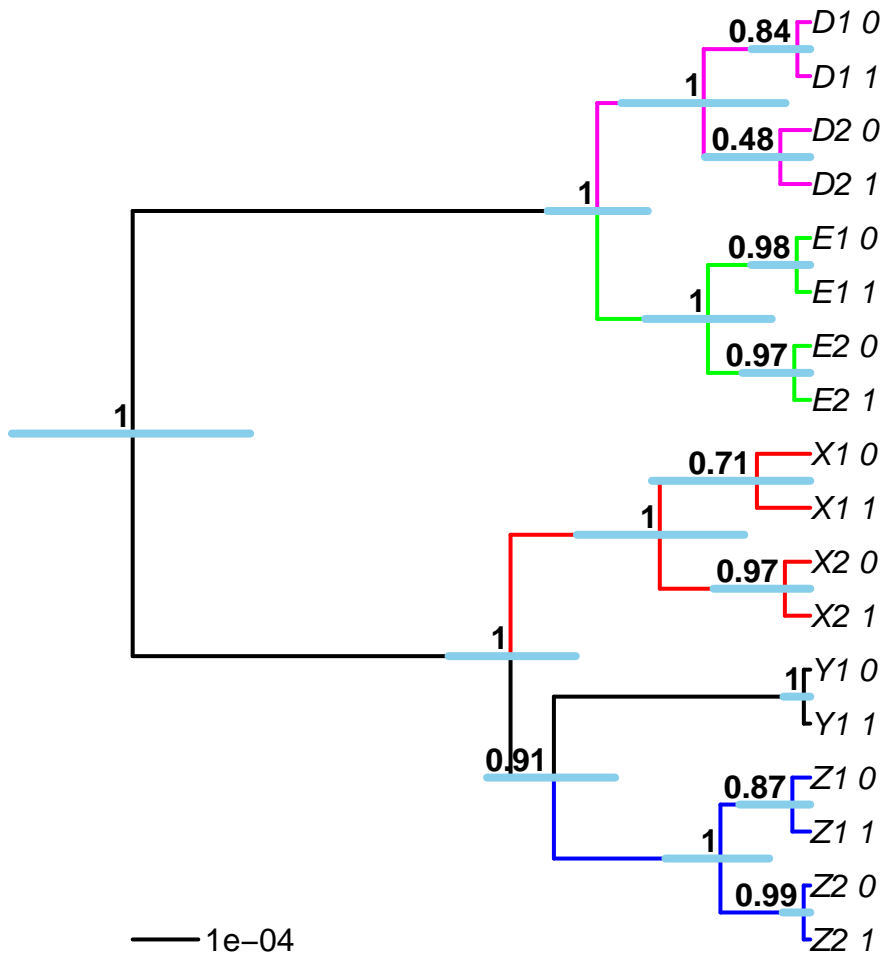 D1 0
0.84
D1 1
1
D2 0
0.48
D2 1
1
E1 0
0.98
E1 1
1
E2 0
0.97
E2 1
1
X1 0
0.71
X1 1
1
X2 0
0.97
X2 1
1
Y1 0
1
Y1 1
0.91
Z1 0
0.87
Z1 1
1
Z2 0
0.99
Z2 1
1e−04